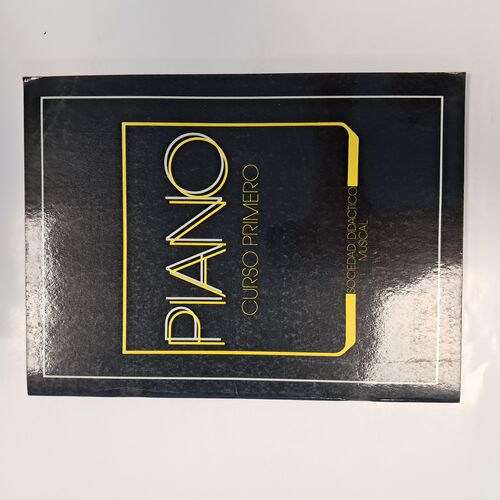 PIANO
CURSO PRIMERO
SOCIEDAD DIDACTICO
MUSICAL